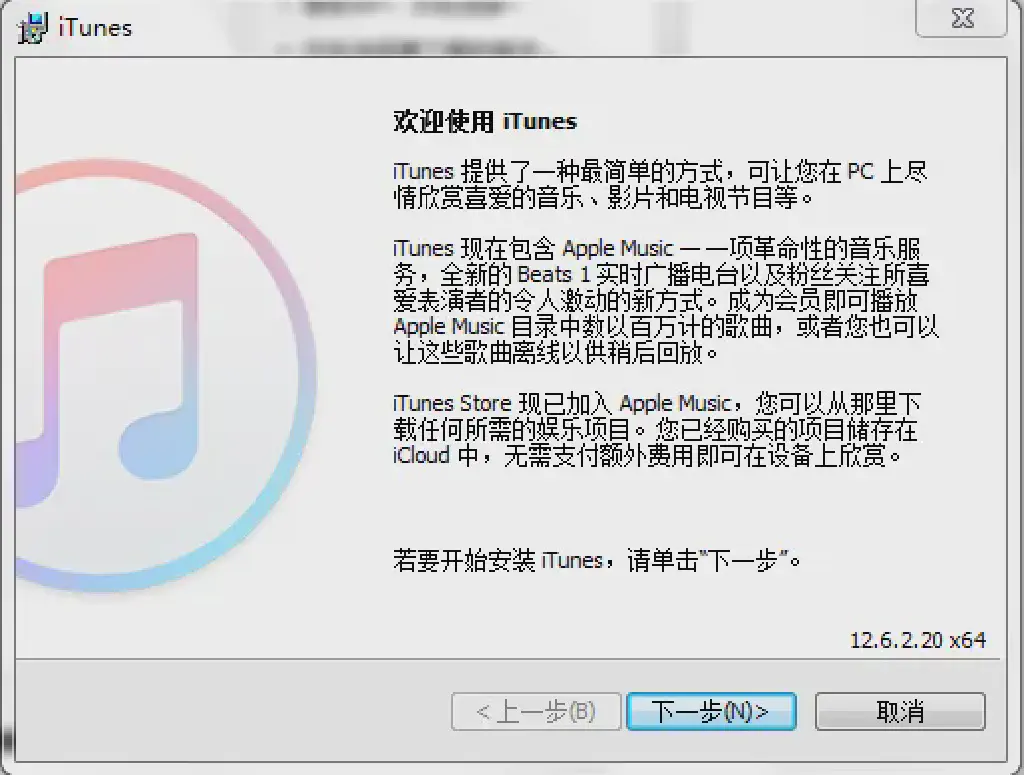 iTunes
欢迎使用 iTunes
iTunes 提供了一种最简单的方式，可让您在 PC 上尽
情欣赏喜爱的音乐、影片和电视节目等。
iTunes 现在包含 Apple Music — 一项革命性的音乐服
务，全新的 Beats 1 实时广播电台以及粉丝关注所喜
爱表演者的令人激动的新方式。成为会员即可播放
Apple Music 目录中数以百万计的歌曲，或者您也可以
让这些歌曲离线以供稍后回放。
iTunes Store 现已加入 Apple Music，您可以从那里下
载任何所需的娱乐项目。您已经购买的项目储存在
iCloud 中，无需支付额外费用即可在设备上欣赏。
若要开始安装 iTunes，请单击“下一步”。
12.6.2.20 x64
< 上一步(B)
下一步(N)>
取消